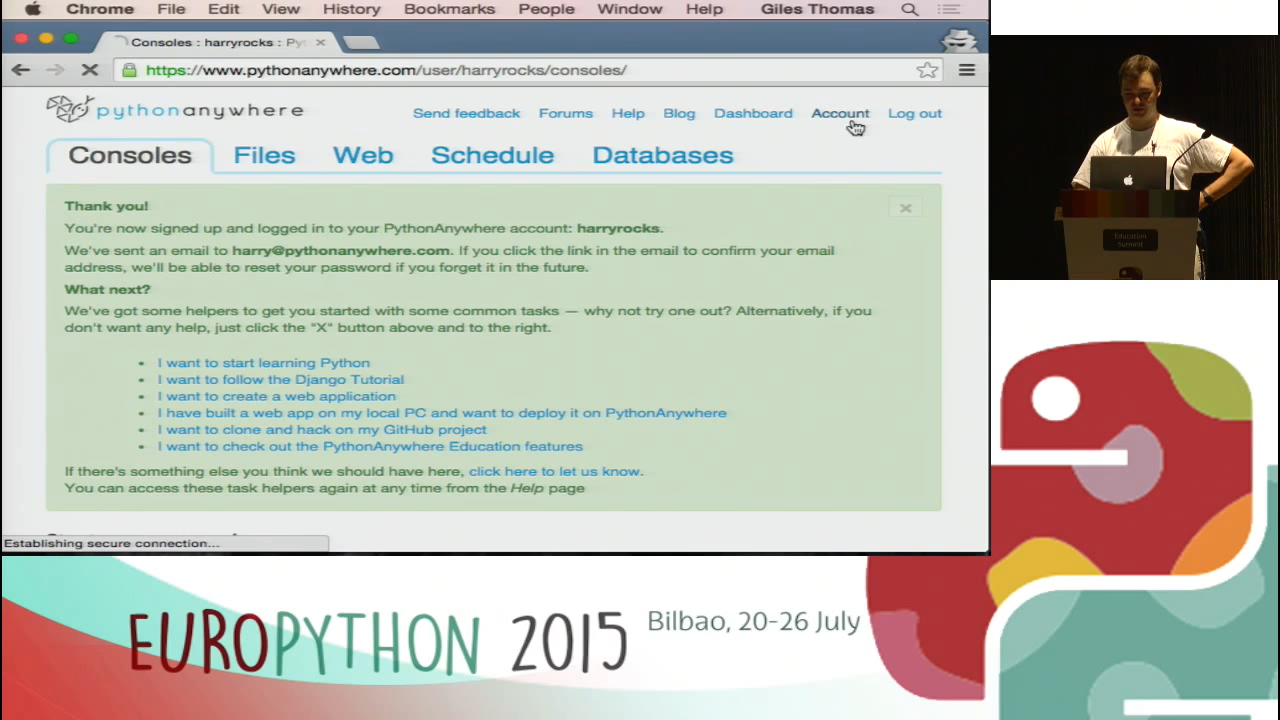 Chrome File Edit View History Bookmarks People Window Help Giles Thomas
Consoles : harryrocks : Py
https://www.pythonanywhere.com/user/harryrocks/consoles/
pythonanywhere
Send feedback Forums Help Blog Dashboard Account Log out
Consoles Files Web Schedule Databases
Thank you!
You're now signed up and logged in to your PythonAnywhere account: harryrocks.
We've sent an email to harry@pythonanywhere.com. If you click the link in the email to confirm your email
address, we'll be able to reset your password if you forget it in the future.
What next?
We've got some helpers to get you started with some common tasks — why not try one out? Alternatively, if you
don't want any help, just click the "X" button above and to the right.
• I want to start learning Python
• I want to follow the Django Tutorial
• I want to create a web application
• I have built a web app on my local PC and want to deploy it on PythonAnywhere
• I want to clone and hack on my GitHub project
• I want to check out the PythonAnywhere Education features
If there's something else you think we should have here, click here to let us know.
You can access these task helpers again at any time from the Help page
Establishing secure connection...
Education
Summit
EUROPYTHON 2015
Bilbao, 20-26 July